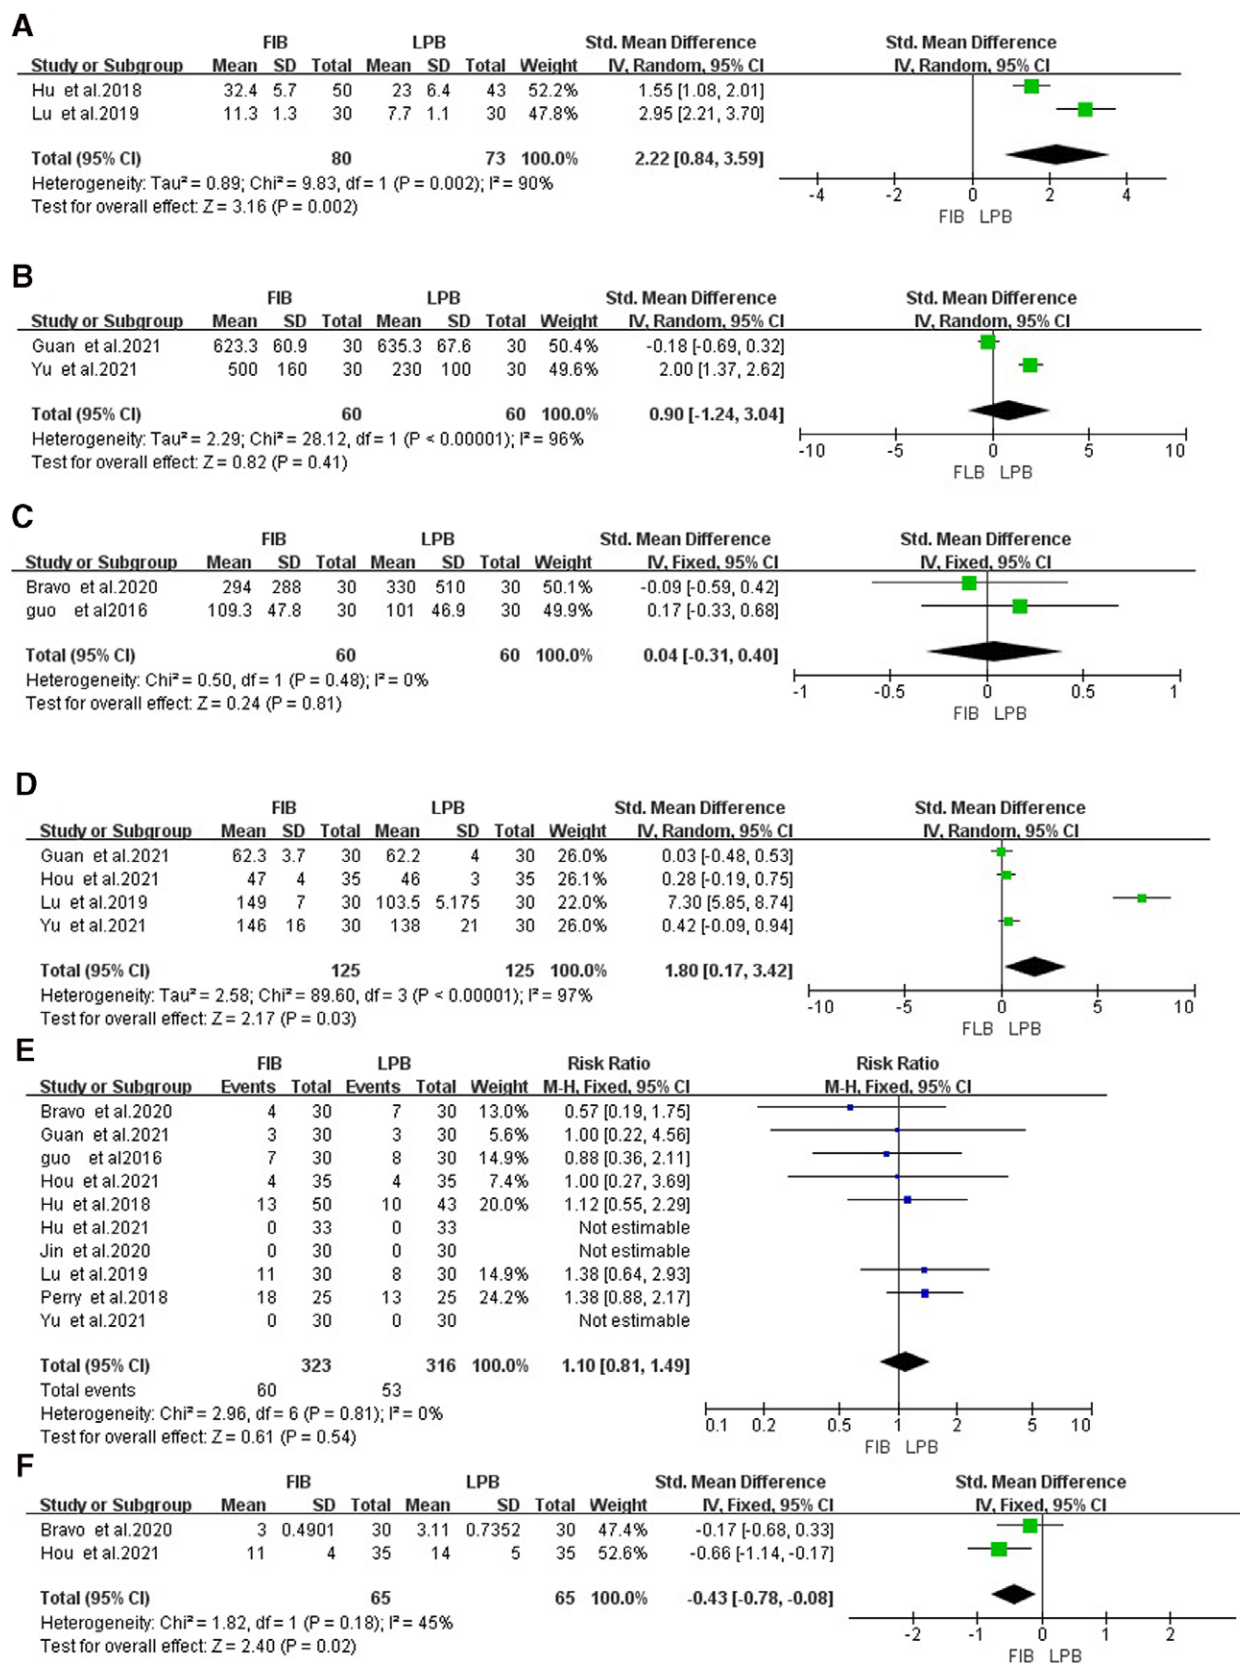 A
FIB LPB Std. Mean Difference Std. Mean Difference
Study or Subgroup Mean SD Total Mean SD Total Weight IV, Random, 95% CI IV, Random, 95% CI
Hu et al.2018 32.4 5.7 50 23 6.4 43 52.2% 1.55 [1.08, 2.01]
Lu et al.2019 11.3 1.3 30 7.7 1.1 30 47.8% 2.95 [2.21, 3.70]
Total (95% CI) 80 73 100.0% 2.22 [0.84, 3.59]
Heterogeneity: Tau² = 0.89; Chi² = 9.83, df = 1 (P = 0.002); I² = 90%
Test for overall effect: Z = 3.16 (P = 0.002)
-4 -2 0 2 4
FIB LPB
B
FIB LPB Std. Mean Difference Std. Mean Difference
Study or Subgroup Mean SD Total Mean SD Total Weight IV, Random, 95% CI IV, Random, 95% CI
Guan et al.2021 623.3 60.9 30 635.3 67.6 30 50.4% -0.18 [-0.69, 0.32]
Yu et al.2021 500 160 30 230 100 30 49.6% 2.00 [1.37, 2.62]
Total (95% CI) 60 60 100.0% 0.90 [-1.24, 3.04]
Heterogeneity: Tau² = 2.29; Chi² = 28.12, df = 1 (P < 0.00001); I² = 96%
Test for overall effect: Z = 0.82 (P = 0.41)
-10 -5 0 5 10
FLB LPB
C
FIB LPB Std. Mean Difference Std. Mean Difference
Study or Subgroup Mean SD Total Mean SD Total Weight IV, Fixed, 95% CI IV, Fixed, 95% CI
Bravo et al.2020 294 288 30 330 510 30 50.1% -0.09 [-0.59, 0.42]
guo et al2016 109.3 47.8 30 101 46.9 30 49.9% 0.17 [-0.33, 0.68]
Total (95% CI) 60 60 100.0% 0.04 [-0.31, 0.40]
Heterogeneity: Chi² = 0.50, df = 1 (P = 0.48); I² = 0%
Test for overall effect: Z = 0.24 (P = 0.81)
-1 -0.5 0 0.5 1
FIB LPB
D
FIB LPB Std. Mean Difference Std. Mean Difference
Study or Subgroup Mean SD Total Mean SD Total Weight IV, Random, 95% CI IV, Random, 95% CI
Guan et al.2021 62.3 3.7 30 62.2 4 30 26.0% 0.03 [-0.48, 0.53]
Hou et al.2021 47 4 35 46 3 35 26.1% 0.28 [-0.19, 0.75]
Lu et al.2019 149 7 30 103.5 5.175 30 22.0% 7.30 [5.85, 8.74]
Yu et al.2021 146 16 30 138 21 30 26.0% 0.42 [-0.09, 0.94]
Total (95% CI) 125 125 100.0% 1.80 [0.17, 3.42]
Heterogeneity: Tau² = 2.58; Chi² = 89.60, df = 3 (P < 0.00001); I² = 97%
Test for overall effect: Z = 2.17 (P = 0.03)
-10 -5 0 5 10
FLB LPB
E
FIB LPB Risk Ratio Risk Ratio
Study or Subgroup Events Total Events Total Weight M-H, Fixed, 95% CI M-H, Fixed, 95% CI
Bravo et al.2020 4 30 7 30 13.0% 0.57 [0.19, 1.75]
Guan et al.2021 3 30 3 30 5.6% 1.00 [0.22, 4.56]
guo et al2016 7 30 8 30 14.9% 0.88 [0.36, 2.11]
Hou et al.2021 4 35 4 35 7.4% 1.00 [0.27, 3.69]
Hu et al.2018 13 50 10 43 20.0% 1.12 [0.55, 2.29]
Hu et al.2021 0 33 0 33 Not estimable
Jin et al.2020 0 30 0 30 Not estimable
Lu et al.2019 11 30 8 30 14.9% 1.38 [0.64, 2.93]
Perry et al.2018 18 25 13 25 24.2% 1.38 [0.88, 2.17]
Yu et al.2021 0 30 0 30 Not estimable
Total (95% CI) 323 316 100.0% 1.10 [0.81, 1.49]
Total events 60 53
Heterogeneity: Chi² = 2.96, df = 6 (P = 0.81); I² = 0%
Test for overall effect: Z = 0.61 (P = 0.54)
0.1 0.2 0.5 1 2 5 10
FIB LPB
F
FIB LPB Std. Mean Difference Std. Mean Difference
Study or Subgroup Mean SD Total Mean SD Total Weight IV, Fixed, 95% CI IV, Fixed, 95% CI
Bravo et al.2020 3 0.4901 30 3.11 0.7352 30 47.4% -0.17 [-0.68, 0.33]
Hou et al.2021 11 4 35 14 5 35 52.6% -0.66 [-1.14, -0.17]
Total (95% CI) 65 65 100.0% -0.43 [-0.78, -0.08]
Heterogeneity: Chi² = 1.82, df = 1 (P = 0.18); I² = 45%
Test for overall effect: Z = 2.40 (P = 0.02)
-2 -1 0 1 2
FIB LPB